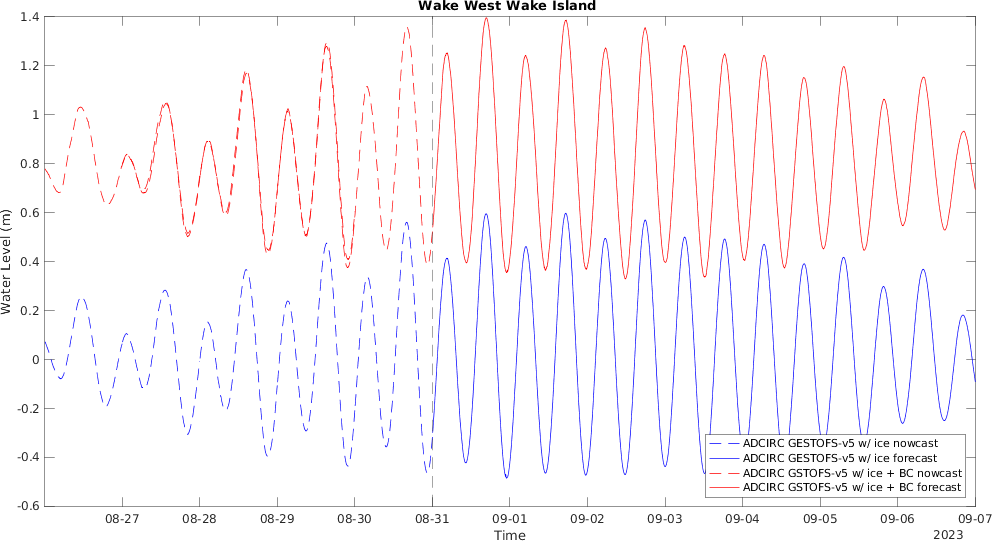 Wake West Wake Island
1.4
1.2
1
0.8
0.6
0.4
0.2
0
-0.2
-0.4
-0.6
Water Level (m)
ADCIRC GESTOFS-v5 w/ ice nowcast
ADCIRC GESTOFS-v5 w/ ice forecast
ADCIRC GSTOFS-v5 w/ ice + BC nowcast
ADCIRC GSTOFS-v5 w/ ice + BC forecast
08-27 08-28 08-29 08-30 08-31 09-01 09-02 09-03 09-04 09-05 09-06 09-07
Time
2023